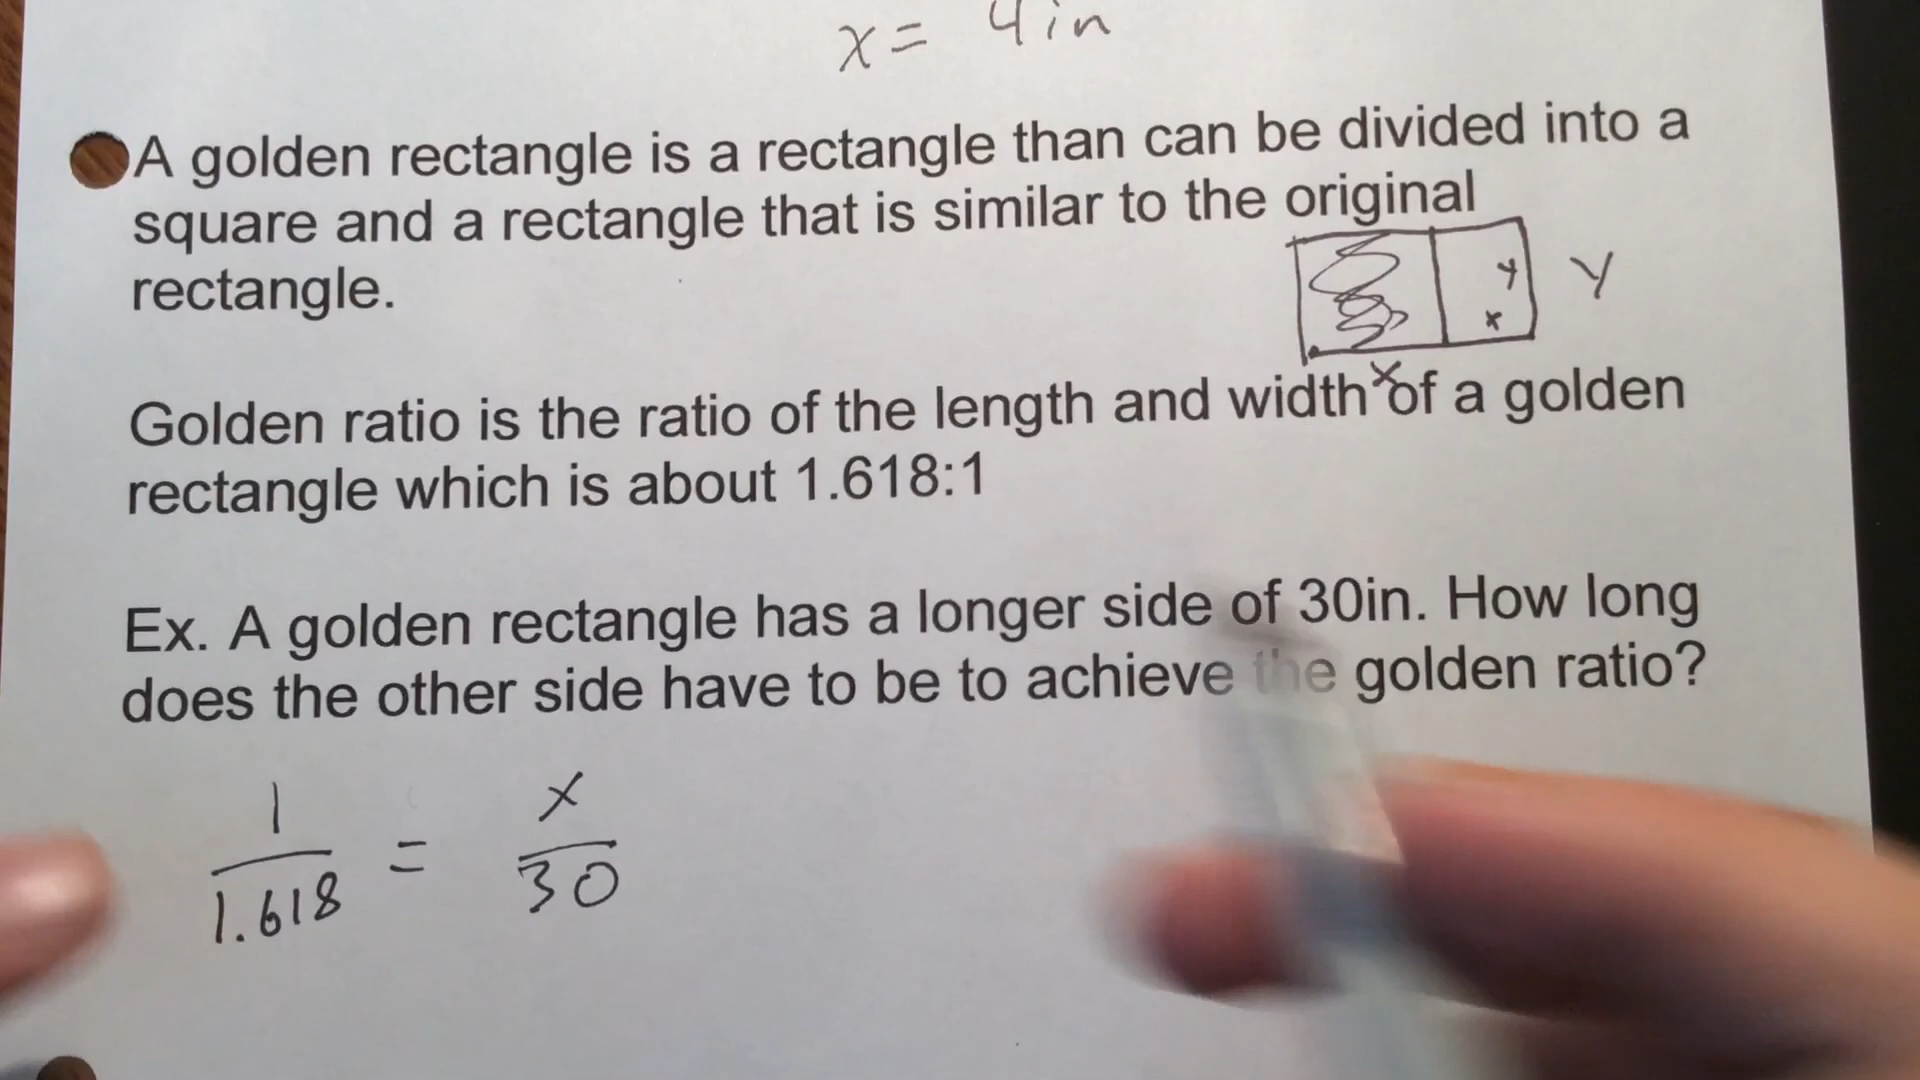 x = 4in
A golden rectangle is a rectangle than can be divided into a
square and a rectangle that is similar to the original
rectangle.
y Y
x
x
Golden ratio is the ratio of the length and width of a golden
rectangle which is about 1.618:1
Ex. A golden rectangle has a longer side of 30in. How long
does the other side have to be to achieve the golden ratio?
1 x
=
1.618 30